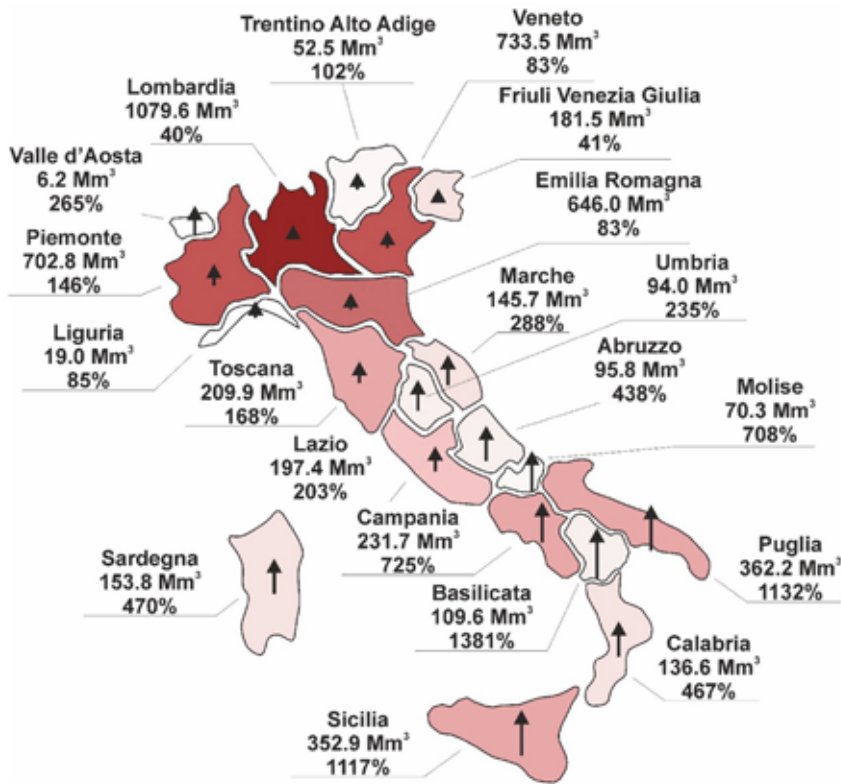 Trentino Alto Adige
52.5 Mm³
102%
Veneto
733.5 Mm³
83%
Lombardia
1079.6 Mm³
40%
Friuli Venezia Giulia
181.5 Mm³
41%
Valle d'Aosta
6.2 Mm³
265%
Emilia Romagna
646.0 Mm³
83%
Piemonte
702.8 Mm³
146%
Marche
145.7 Mm³
288%
Umbria
94.0 Mm³
235%
Liguria
19.0 Mm³
85%
Toscana
209.9 Mm³
168%
Abruzzo
95.8 Mm³
438%
Molise
70.3 Mm³
708%
Lazio
197.4 Mm³
203%
Campania
231.7 Mm³
725%
Sardegna
153.8 Mm³
470%
Puglia
362.2 Mm³
1132%
Basilicata
109.6 Mm³
1381%
Calabria
136.6 Mm³
467%
Sicilia
352.9 Mm³
1117%